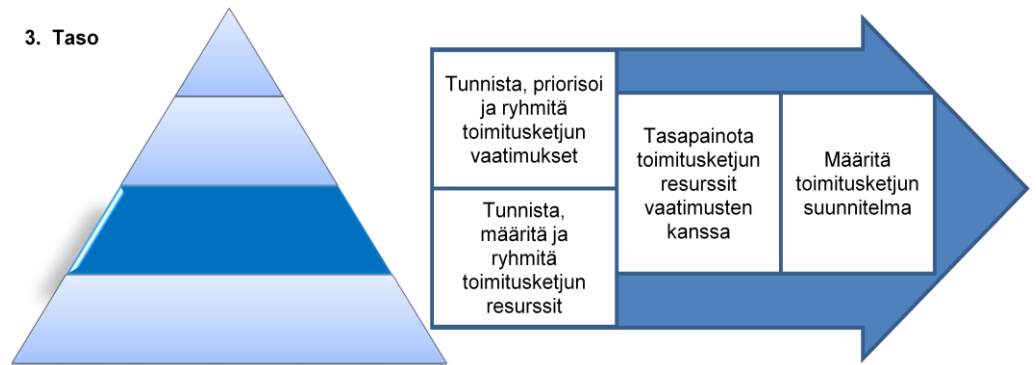 3. Taso
Tunnista, priorisoi
ja ryhmitä
toimitusketjun
vaatimukset
Tunnista,
määritä ja
ryhmitä
toimitusketjun
resurssit
Tasapainota
toimitusketjun
resurssit
vaatimusten
kanssa
Määritä
toimitusketjun
suunnitelma